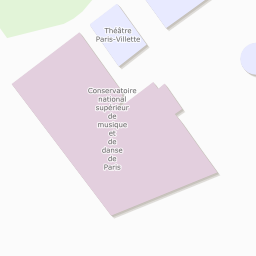 Théâtre
Paris-Villette
Conservatoire
national
supérieur
de
musique
et
de
danse
de
Paris